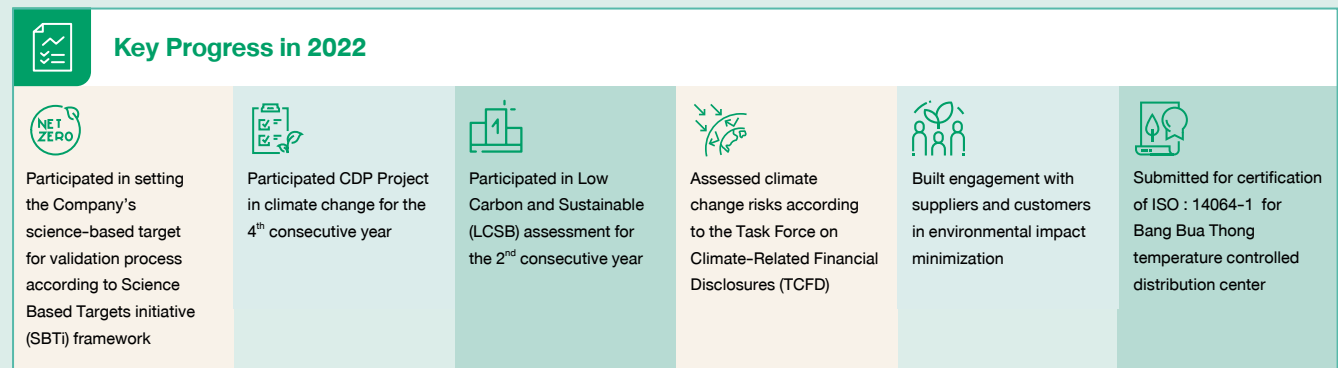 Key Progress in 2022
NET
ZERO
Participated in setting
the Company's
science-based target
for validation process
according to Science
Based Targets initiative
(SBTi) framework
Participated CDP Project
in climate change for the
4th consecutive year
1
Participated in Low
Carbon and Sustainable
(LCSB) assessment for
the 2nd consecutive year
Assessed climate
change risks according
to the Task Force on
Climate-Related Financial
Disclosures (TCFD)
Built engagement with
suppliers and customers
in environmental impact
minimization
Submitted for certification
of ISO : 14064-1 for
Bang Bua Thong
temperature controlled
distribution center